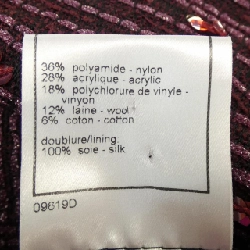 36% polyamide - nylon
28% acrylique - acrylic
18% polychlorure de vinyle -
vinyon
12% laine - wool
6% coton - cotton
doublure/lining
100% soie - silk
09619D